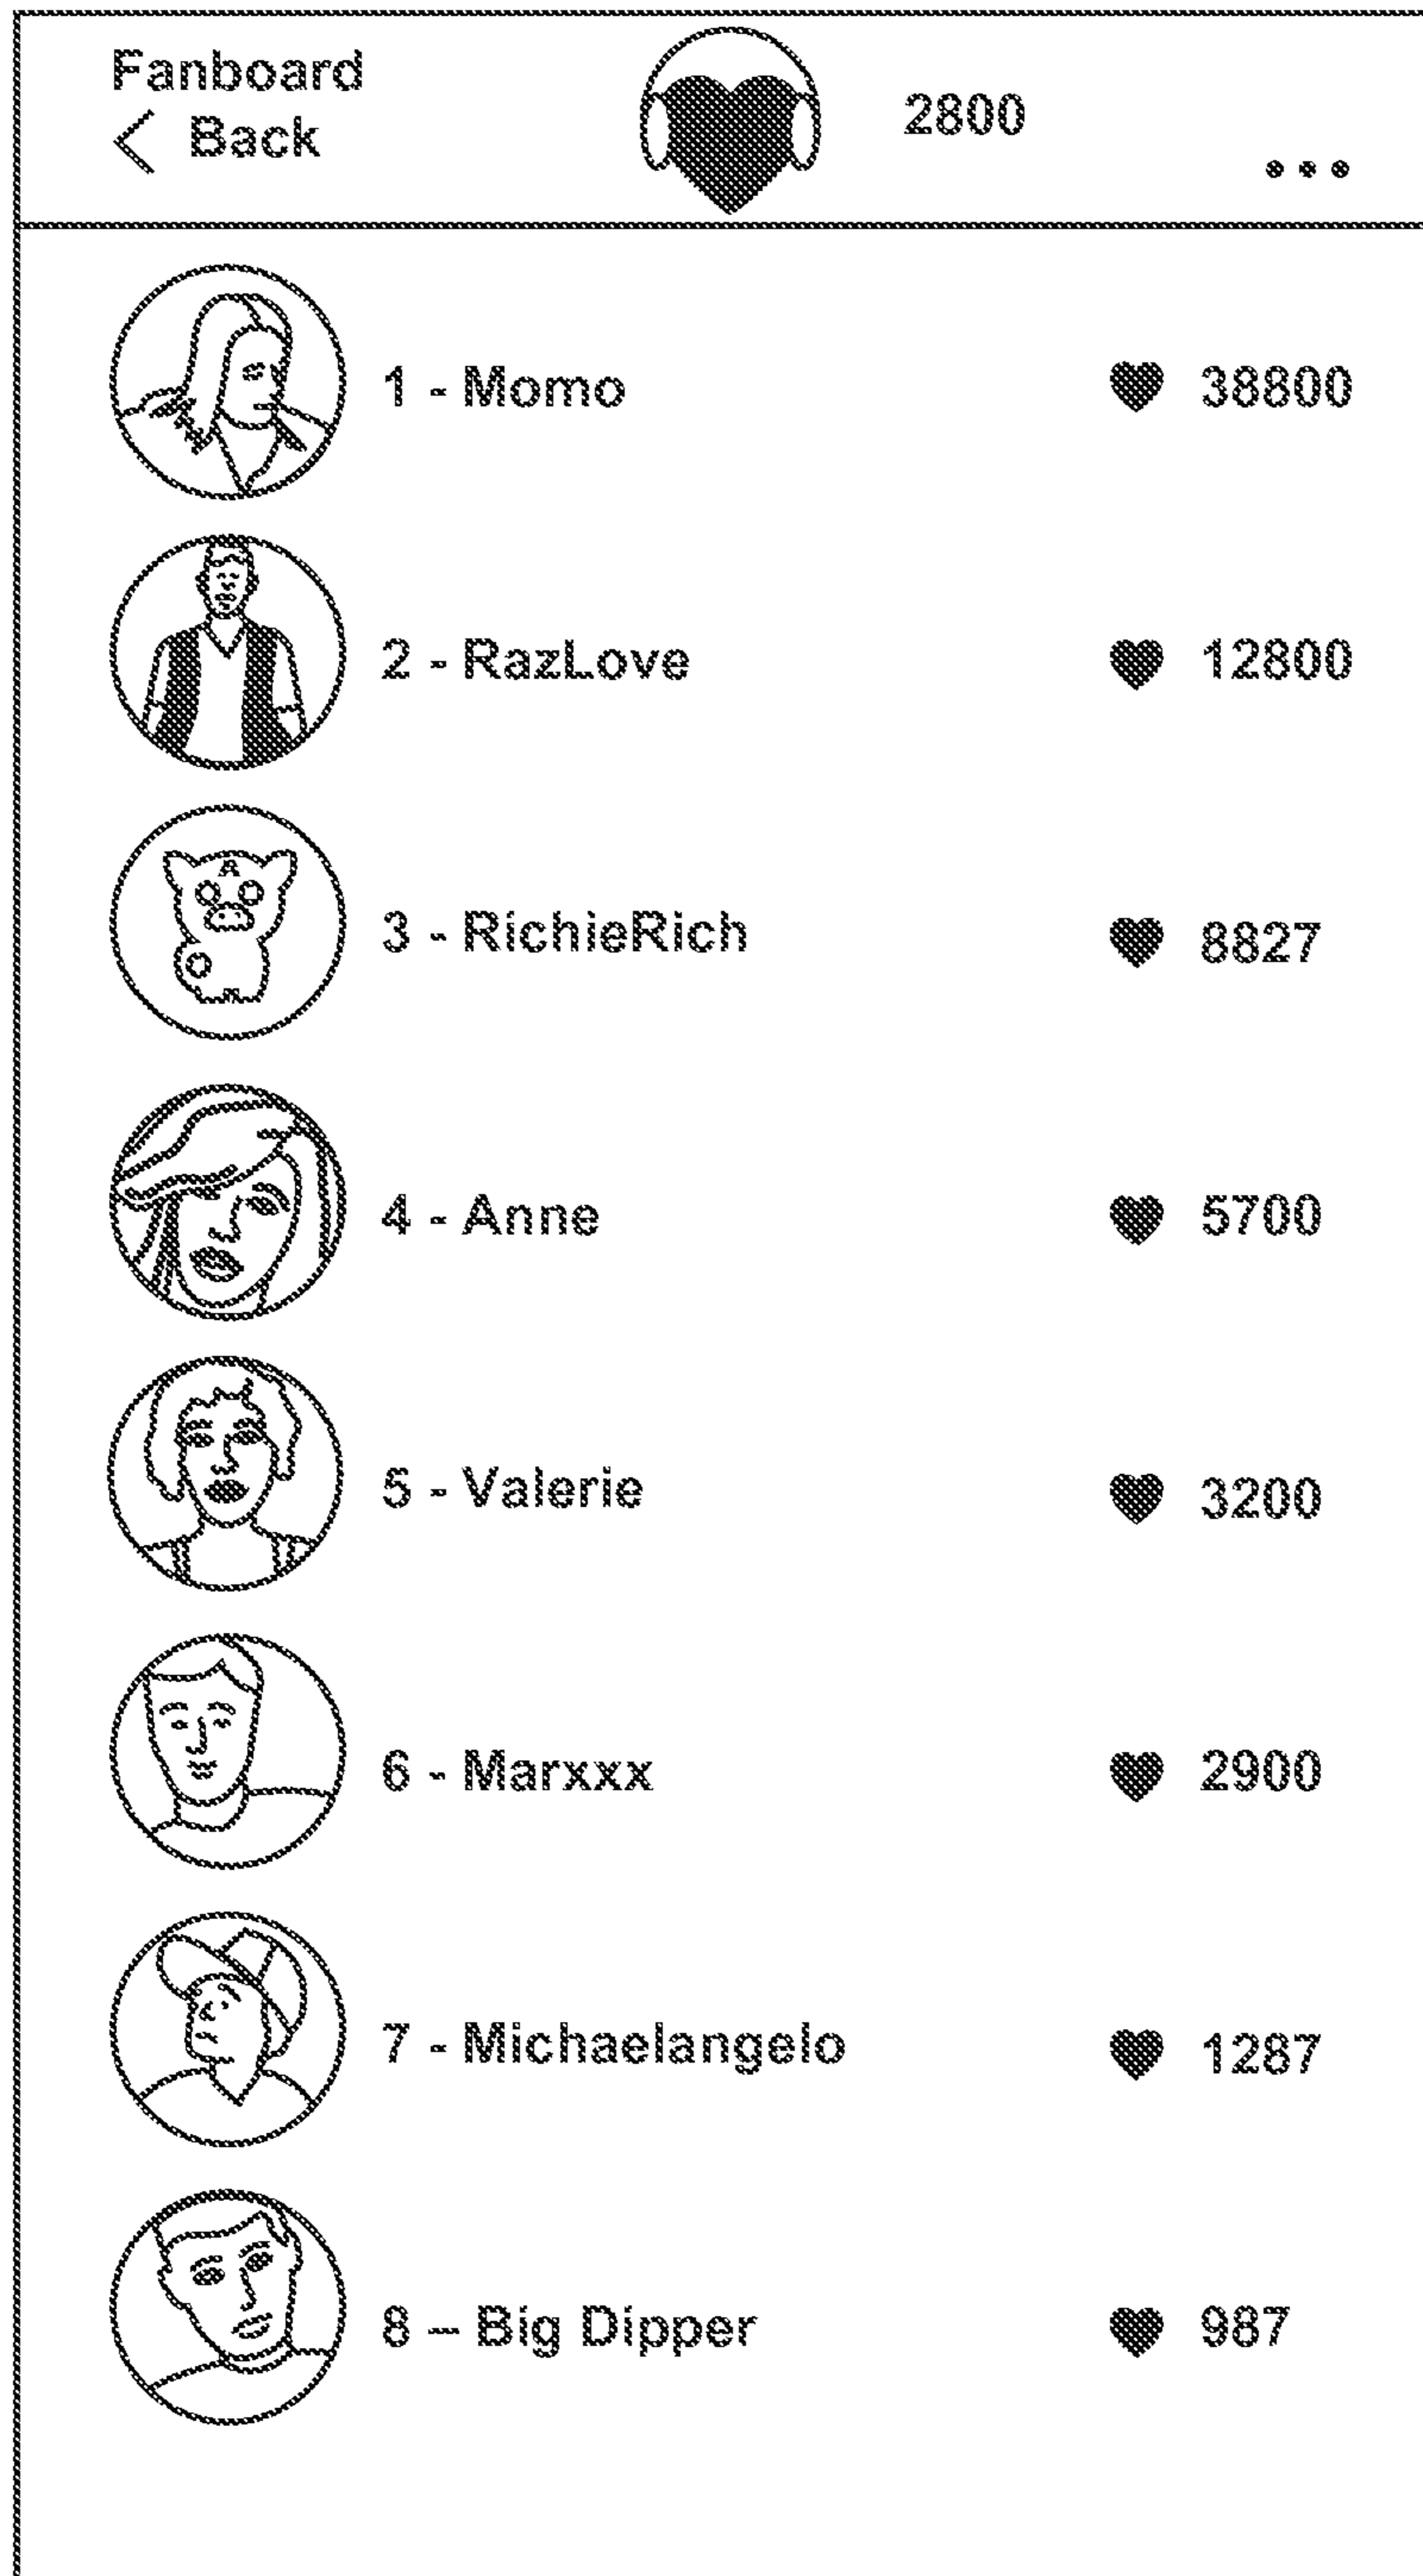 Fanboard
< Back
2800
...
1 - Momo 38800
2 - RazLove 12800
3 - RichieRich 8827
4 - Anne 5700
5 - Valerie 3200
6 - Marxxx 2900
7 - Michaelangelo 1287
8 – Big Dipper 987